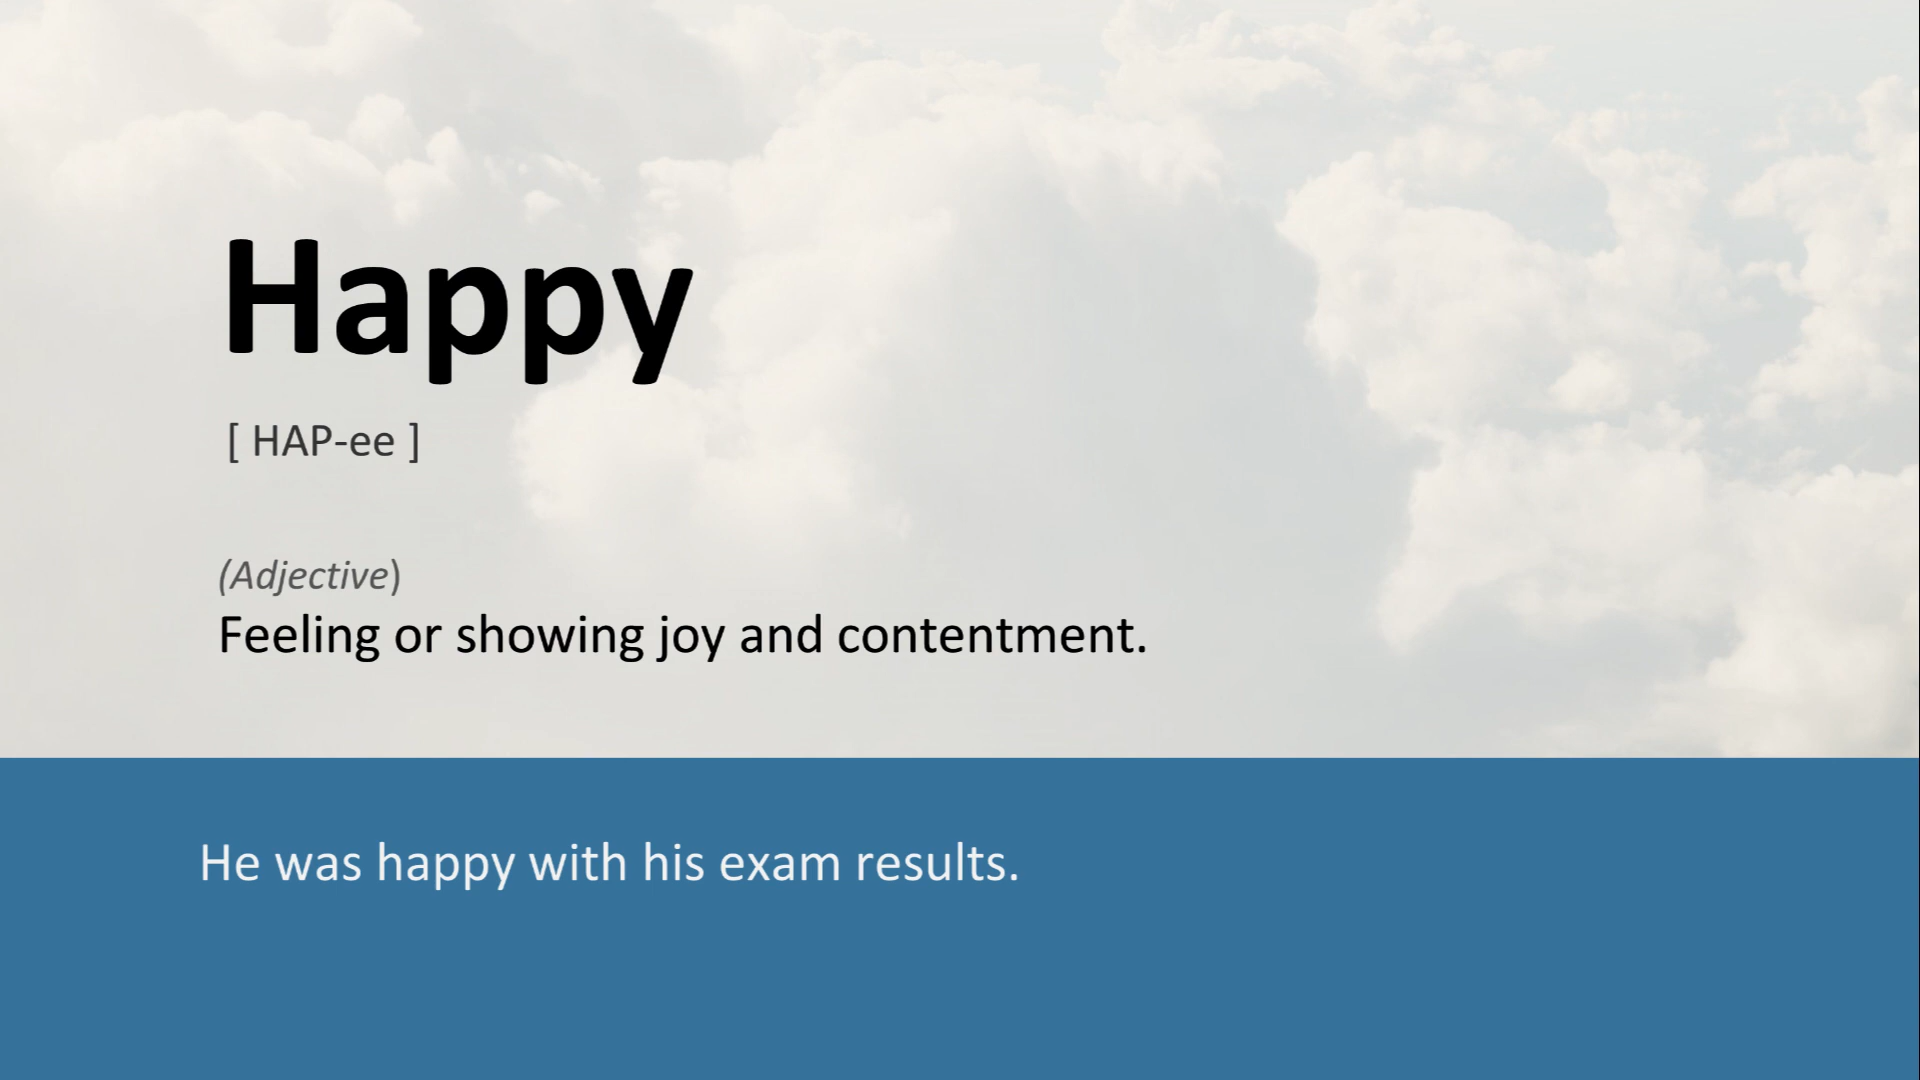 Happy
[ HAP-ee ]
(Adjective)
Feeling or showing joy and contentment.
He was happy with his exam results.